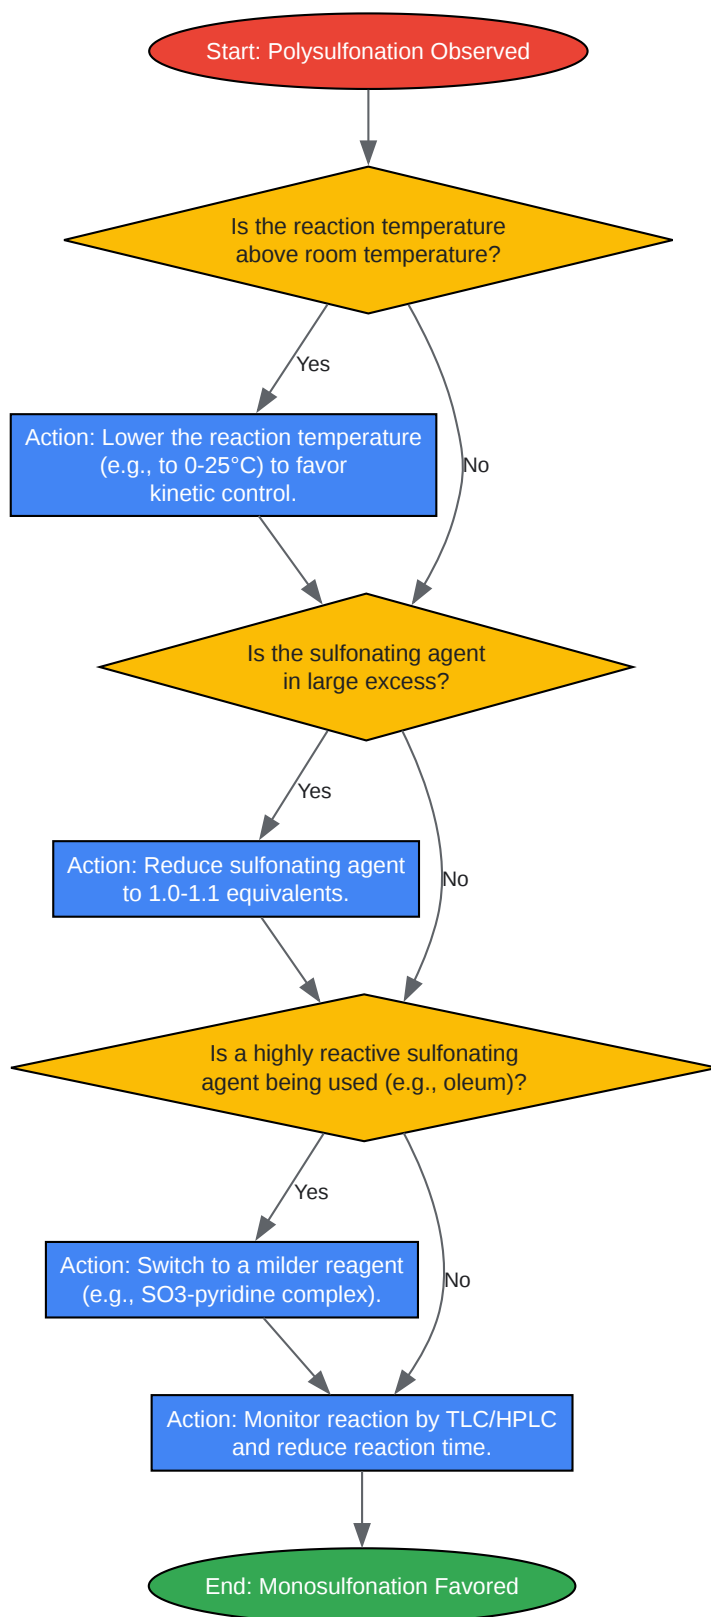 Start: Polysulfonation Observed
Is the reaction temperature
above room temperature?
Yes
Action: Lower the reaction temperature
(e.g., to 0-25°C) to favor
kinetic control.
No
Is the sulfonating agent
in large excess?
Yes
Action: Reduce sulfonating agent
to 1.0-1.1 equivalents.
No
Is a highly reactive sulfonating
agent being used (e.g., oleum)?
Yes
Action: Switch to a milder reagent
(e.g., SO3-pyridine complex).
No
Action: Monitor reaction by TLC/HPLC
and reduce reaction time.
End: Monosulfonation Favored